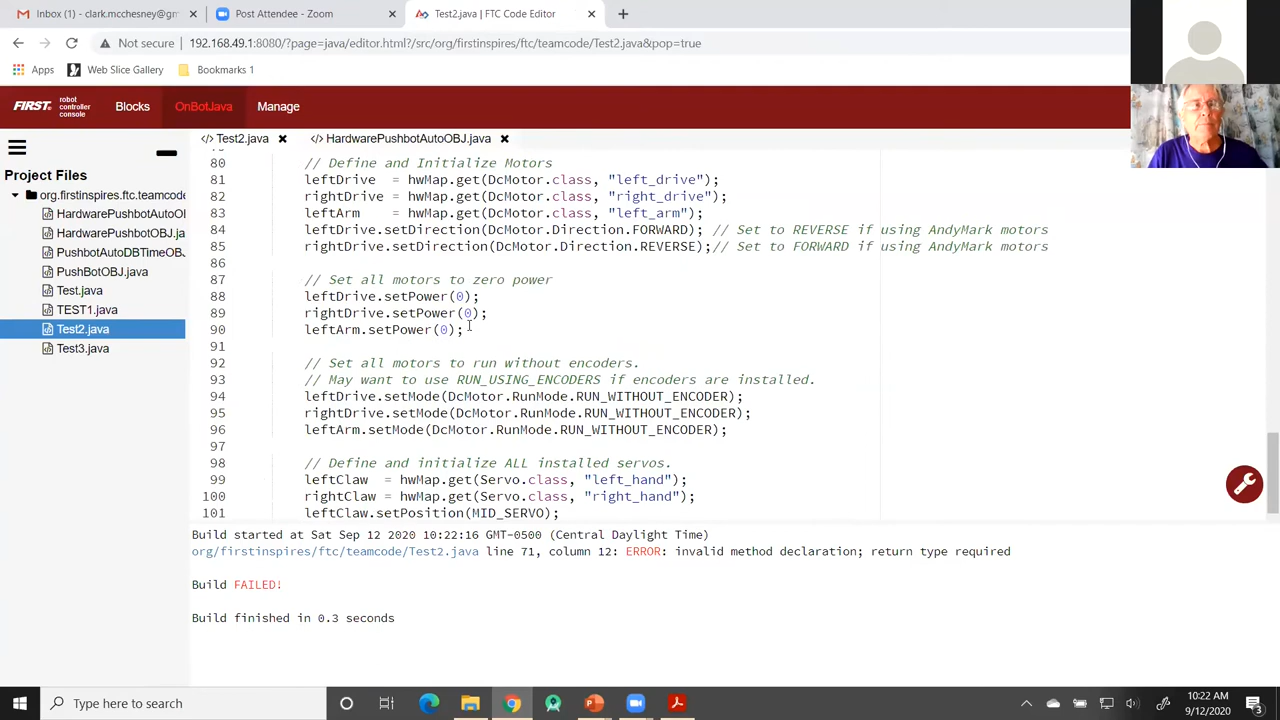 Inbox (1) - clark.mcchesney@gm
Post Attendee - Zoom
Test2.java | FTC Code Editor
Not secure
192.168.49.1:8080/?page=java/editor.html?/src/org/firstinspires/ftc/teamcode/Test2.java&pop=true
Apps
Web Slice Gallery
Bookmarks 1
FIRST. robot controller console
Blocks
OnBotJava
Manage
</> Test2.java
</> HardwarePushbotAutoOBJ.java
Project Files
org.firstinspires.ftc.teamcode
HardwarePushbotAutoOI
HardwarePushbotOBJ.ja
PushbotAutoDBTimeOB.
PushBotOBJ.java
Test.java
TEST1.java
Test2.java
Test3.java
80 // Define and Initialize Motors
81 leftDrive = hwMap.get(DcMotor.class, "left_drive");
82 rightDrive = hwMap.get(DcMotor.class, "right_drive");
83 leftArm = hwMap.get(DcMotor.class, "left_arm");
84 leftDrive.setDirection(DcMotor.Direction.FORWARD); // Set to REVERSE if using AndyMark motors
85 rightDrive.setDirection(DcMotor.Direction.REVERSE);// Set to FORWARD if using AndyMark motors
86
87 // Set all motors to zero power
88 leftDrive.setPower(0);
89 rightDrive.setPower(0);
90 leftArm.setPower(0);
91
92 // Set all motors to run without encoders.
93 // May want to use RUN_USING_ENCODERS if encoders are installed.
94 leftDrive.setMode(DcMotor.RunMode.RUN_WITHOUT_ENCODER);
95 rightDrive.setMode(DcMotor.RunMode.RUN_WITHOUT_ENCODER);
96 leftArm.setMode(DcMotor.RunMode.RUN_WITHOUT_ENCODER);
97
98 // Define and initialize ALL installed servos.
99 leftClaw = hwMap.get(Servo.class, "left_hand");
100 rightClaw = hwMap.get(Servo.class, "right_hand");
101 leftClaw.setPosition(MID_SERVO);
Build started at Sat Sep 12 2020 10:22:16 GMT-0500 (Central Daylight Time)
org/firstinspires/ftc/teamcode/Test2.java line 71, column 12: ERROR: invalid method declaration; return type required
Build FAILED!
Build finished in 0.3 seconds
Type here to search
10:22 AM
9/12/2020
3